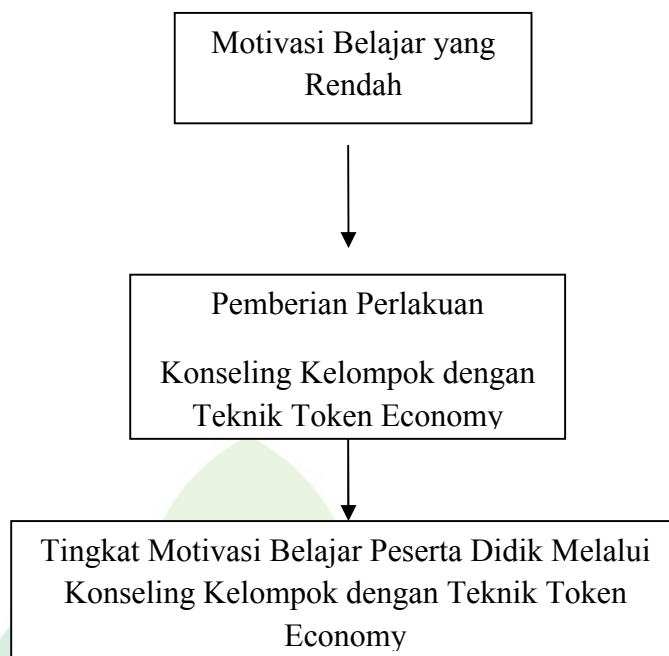 Motivasi Belajar yang
Rendah
Pemberian Perlakuan
Konseling Kelompok dengan
Teknik Token Economy
Tingkat Motivasi Belajar Peserta Didik Melalui
Konseling Kelompok dengan Teknik Token
Economy